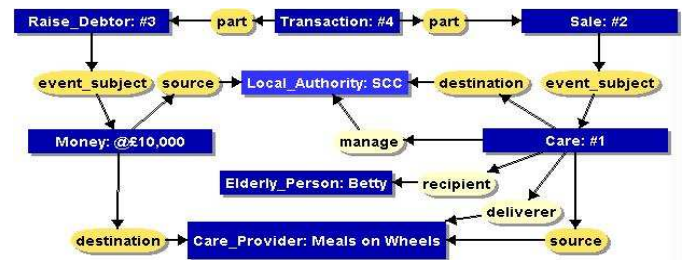 Raise_Debtor: #3 part Transaction: #4 part Sale: #2
event_subject source Local_Authority: SCC destination event_subject
Money: @£10,000 manage Care: #1
Elderly_Person: Betty recipient
deliverer
destination Care_Provider: Meals on Wheels source